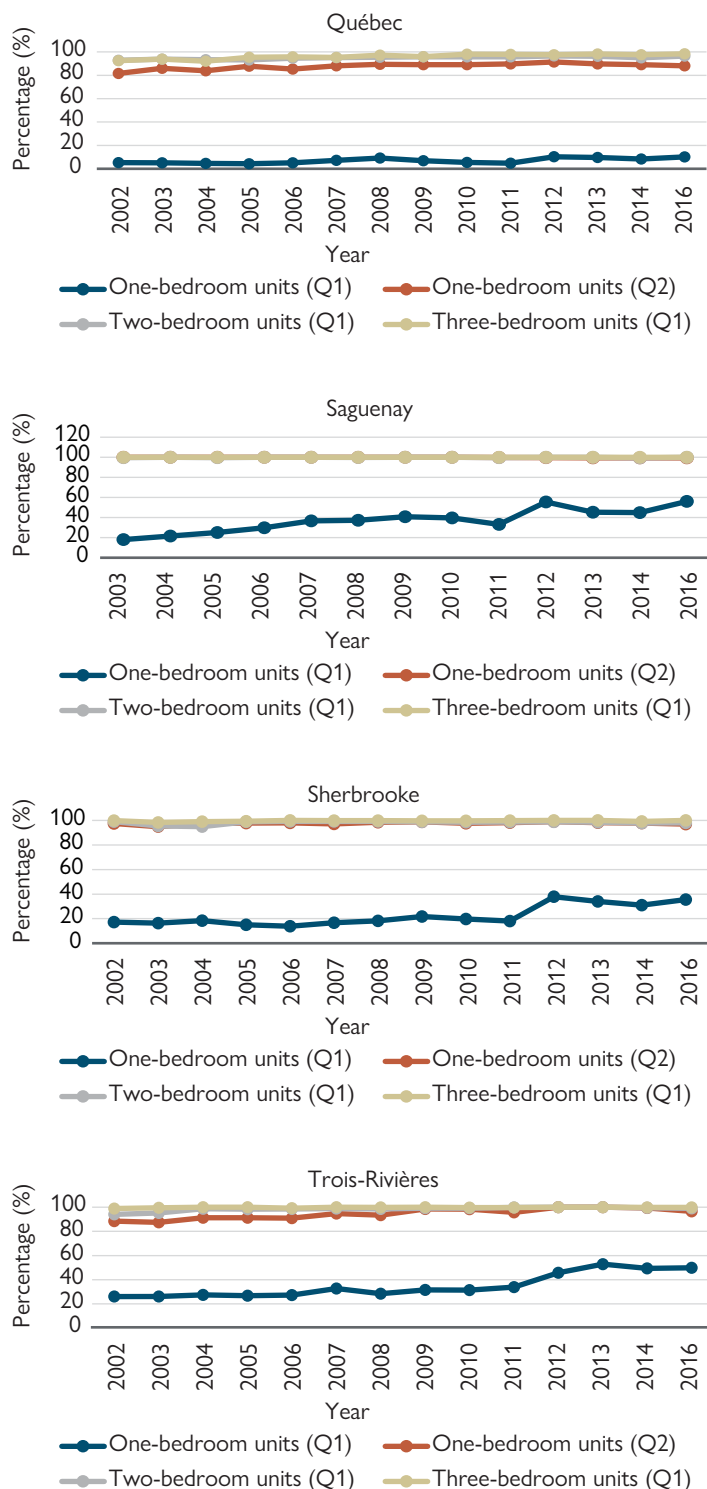 Québec
Percentage (%)
100
80
60
40
20
0
2002 2003 2004 2005 2006 2007 2008 2009 2010 2011 2012 2013 2014 2016
Year
One-bedroom units (Q1) One-bedroom units (Q2)
Two-bedroom units (Q1) Three-bedroom units (Q1)
Saguenay
Percentage (%)
120
100
80
60
40
20
0
2003 2004 2005 2006 2007 2008 2009 2010 2011 2012 2013 2014 2016
Year
One-bedroom units (Q1) One-bedroom units (Q2)
Two-bedroom units (Q1) Three-bedroom units (Q1)
Sherbrooke
Percentage (%)
100
80
60
40
20
0
2002 2003 2004 2005 2006 2007 2008 2009 2010 2011 2012 2013 2014 2016
Year
One-bedroom units (Q1) One-bedroom units (Q2)
Two-bedroom units (Q1) Three-bedroom units (Q1)
Trois-Rivières
Percentage (%)
100
80
60
40
20
0
2002 2003 2004 2005 2006 2007 2008 2009 2010 2011 2012 2013 2014 2016
Year
One-bedroom units (Q1) One-bedroom units (Q2)
Two-bedroom units (Q1) Three-bedroom units (Q1)